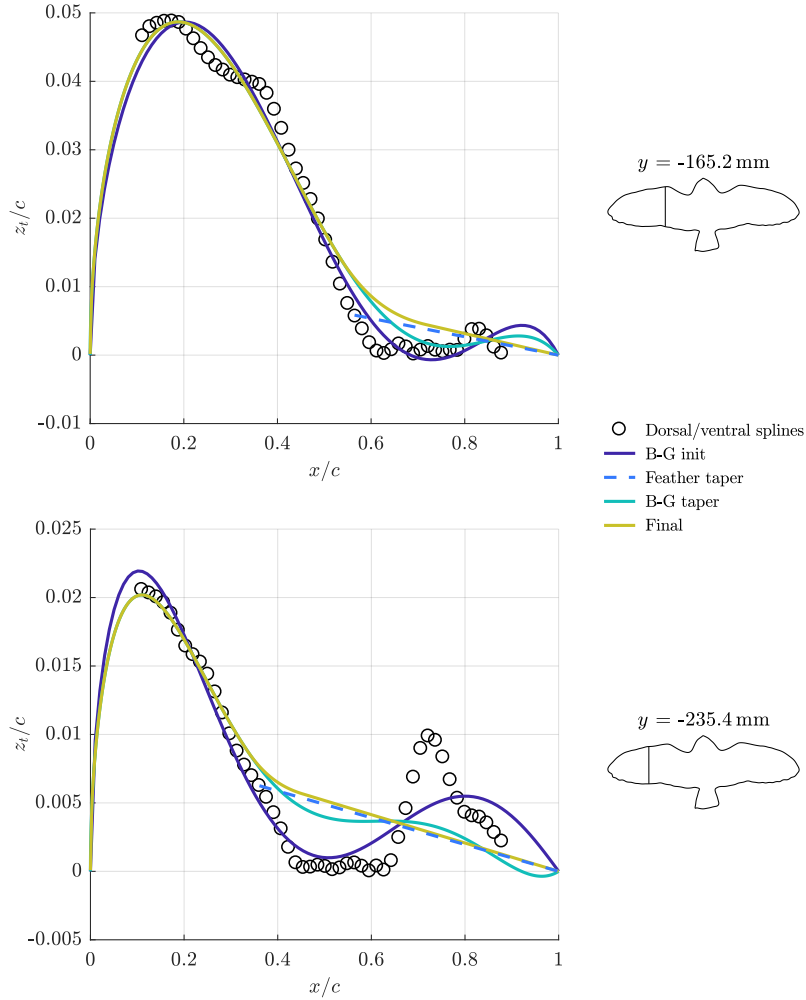 0.05
0.04
0.03
0.02
0.01
0
-0.01
z_t/c
0 0.2 0.4 0.6 0.8 1
x/c
y = -165.2 mm
Dorsal/ventral splines
B-G init
Feather taper
B-G taper
Final
0.025
0.02
0.015
0.01
0.005
0
-0.005
z_t/c
0 0.2 0.4 0.6 0.8 1
x/c
y = -235.4 mm